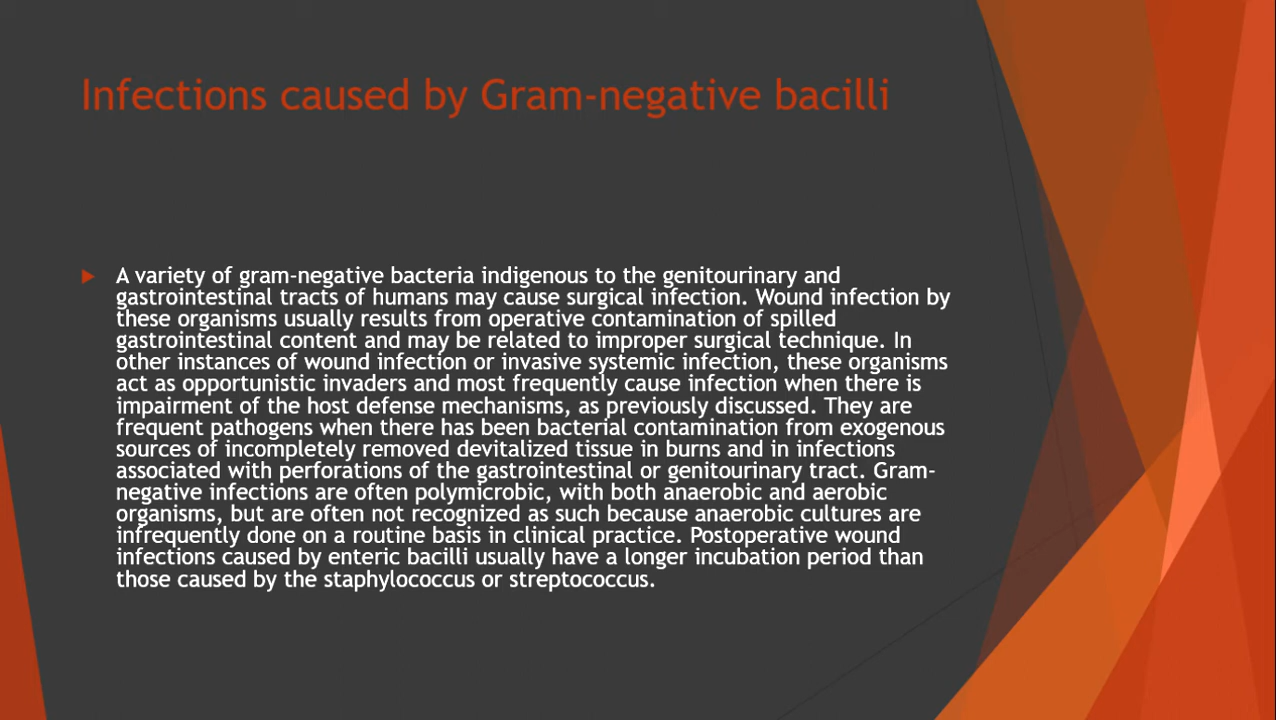 Infections caused by Gram-negative bacilli
A variety of gram-negative bacteria indigenous to the genitourinary and
gastrointestinal tracts of humans may cause surgical infection. Wound infection by
these organisms usually results from operative contamination of spilled
gastrointestinal content and may be related to improper surgical technique. In
other instances of wound infection or invasive systemic infection, these organisms
act as opportunistic invaders and most frequently cause infection when there is
impairment of the host defense mechanisms, as previously discussed. They are
frequent pathogens when there has been bacterial contamination from exogenous
sources of incompletely removed devitalized tissue in burns and in infections
associated with perforations of the gastrointestinal or genitourinary tract. Gram-
negative infections are often polymicrobic, with both anaerobic and aerobic
organisms, but are often not recognized as such because anaerobic cultures are
infrequently done on a routine basis in clinical practice. Postoperative wound
infections caused by enteric bacilli usually have a longer incubation period than
those caused by the staphylococcus or streptococcus.